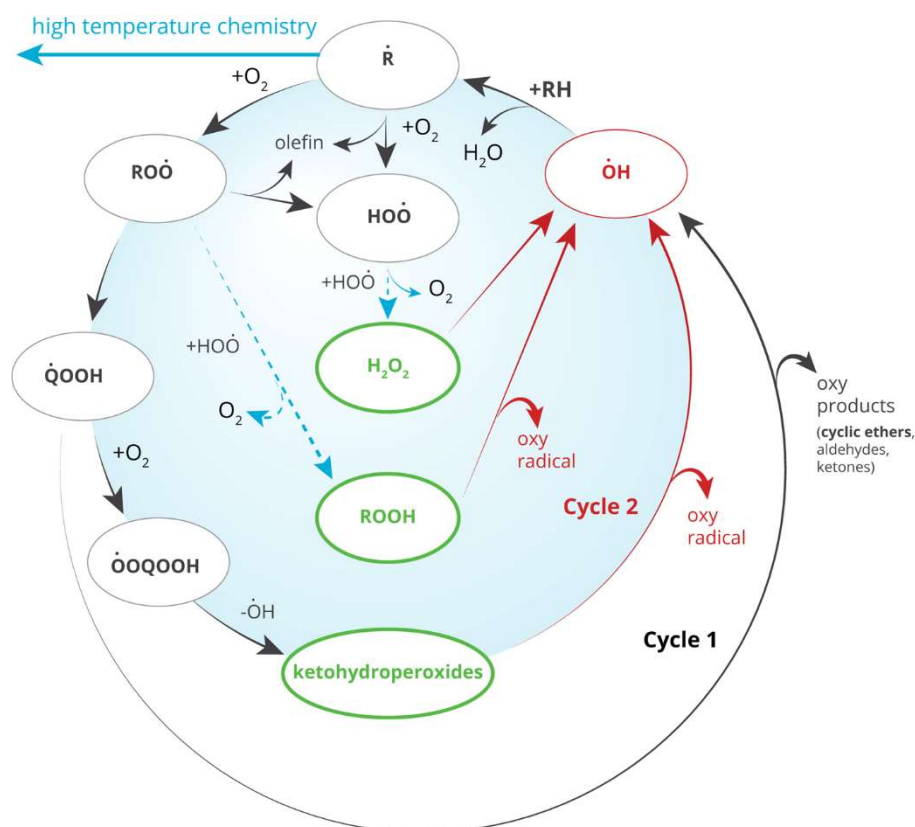 high temperature chemistry
Ṙ
+O₂
+RH
olefin
+O₂
H₂O
ROȮ
ȮH
HOȮ
+HOȮ
O₂
+HOȮ
H₂O₂
Q̇OOH
oxy
products
(cyclic ethers,
aldehydes,
ketones)
O₂
oxy
radical
+O₂
ROOH
Cycle 2
oxy
radical
ȮOQOOH
-ȮH
Cycle 1
ketohydroperoxides